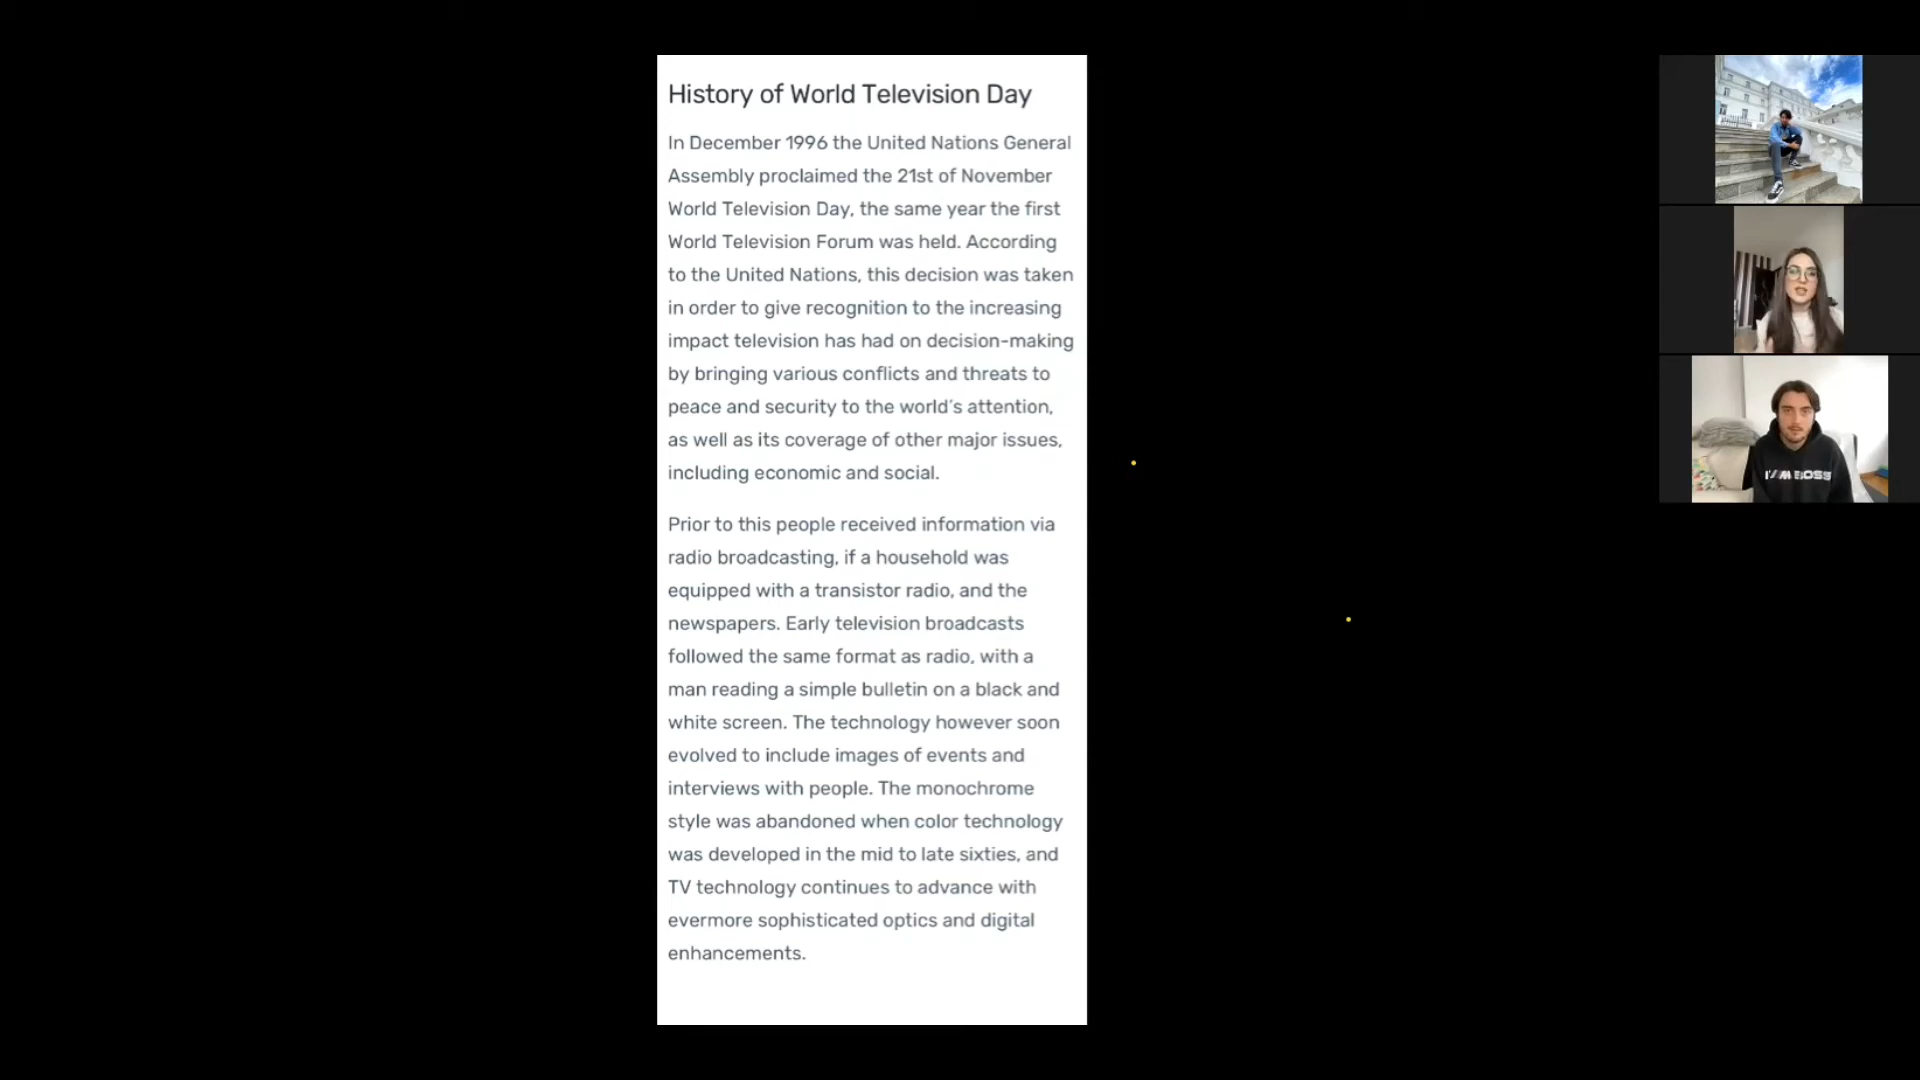 History of World Television Day
In December 1996 the United Nations General
Assembly proclaimed the 21st of November
World Television Day, the same year the first
World Television Forum was held. According
to the United Nations, this decision was taken
in order to give recognition to the increasing
impact television has had on decision-making
by bringing various conflicts and threats to
peace and security to the world's attention,
as well as its coverage of other major issues,
including economic and social.
Prior to this people received information via
radio broadcasting, if a household was
equipped with a transistor radio, and the
newspapers. Early television broadcasts
followed the same format as radio, with a
man reading a simple bulletin on a black and
white screen. The technology however soon
evolved to include images of events and
interviews with people. The monochrome
style was abandoned when color technology
was developed in the mid to late sixties, and
TV technology continues to advance with
evermore sophisticated optics and digital
enhancements.